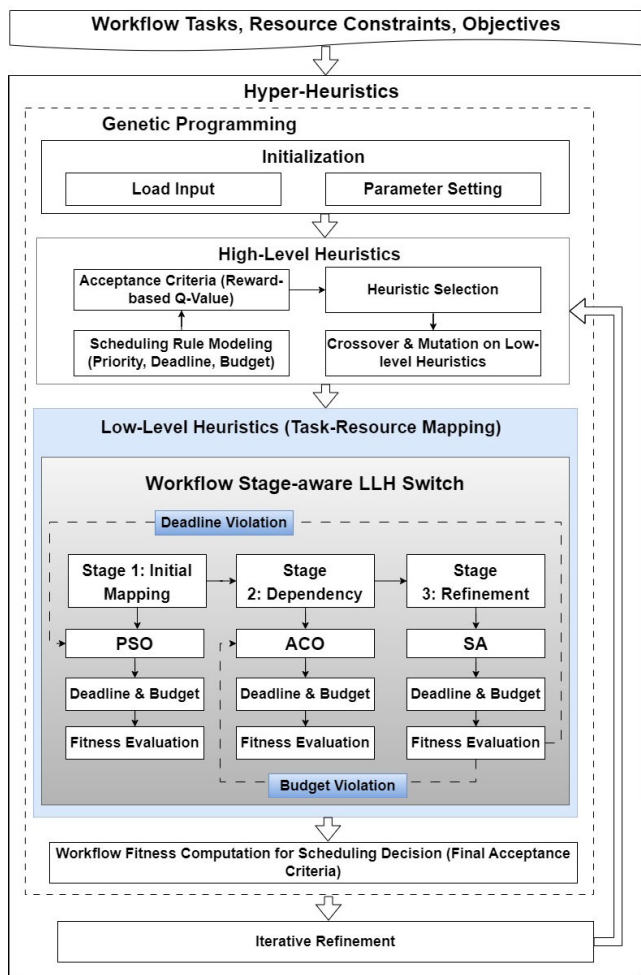 Workflow Tasks, Resource Constraints, Objectives
Hyper-Heuristics
Genetic Programming
Initialization
Load Input
Parameter Setting
High-Level Heuristics
Acceptance Criteria (Reward-
based Q-Value)
Heuristic Selection
Scheduling Rule Modeling
(Priority, Deadline, Budget)
Crossover & Mutation on Low-
level Heuristics
Low-Level Heuristics (Task-Resource Mapping)
Workflow Stage-aware LLH Switch
Deadline Violation
Stage 1: Initial
Mapping
Stage
2: Dependency
Stage
3: Refinement
PSO
ACO
SA
Deadline & Budget
Deadline & Budget
Deadline & Budget
Fitness Evaluation
Fitness Evaluation
Fitness Evaluation
Budget Violation
Workflow Fitness Computation for Scheduling Decision (Final Acceptance
Criteria)
Iterative Refinement